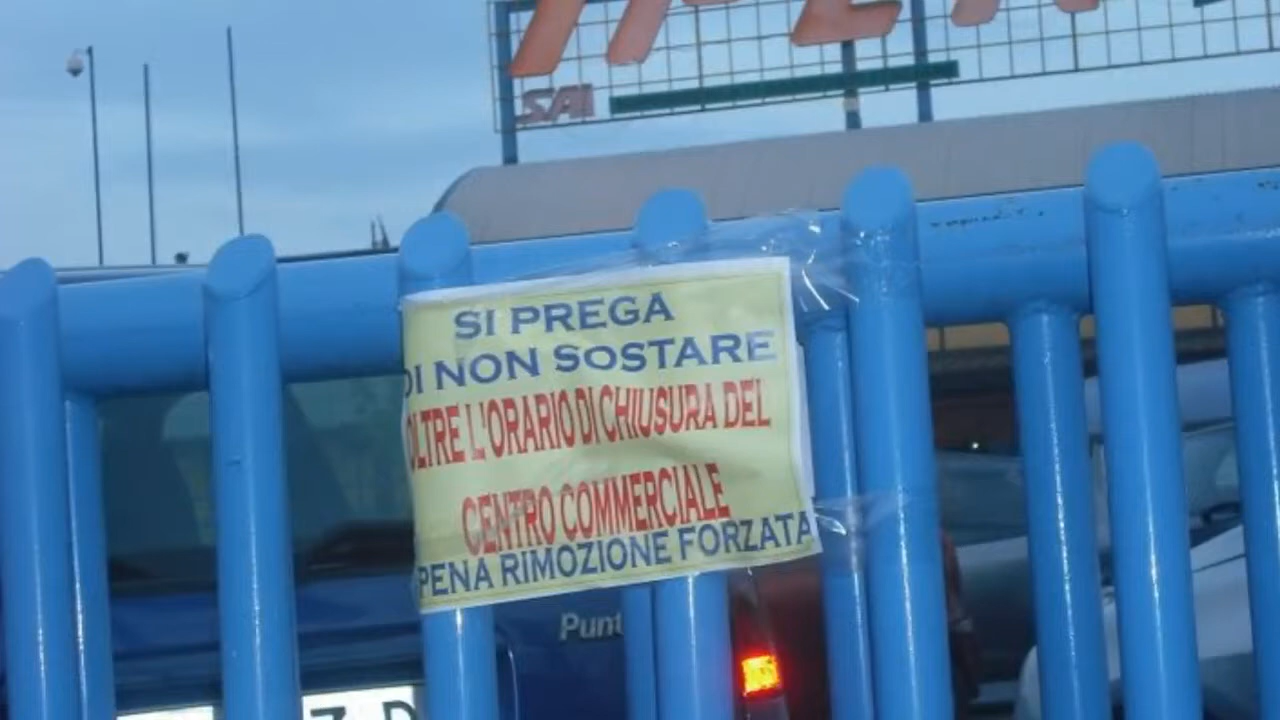 SAI
SI PREGA
DI NON SOSTARE
OLTRE L'ORARIO DI CHIUSURA DEL
CENTRO COMMERCIALE
PENA RIMOZIONE FORZATA
Punt